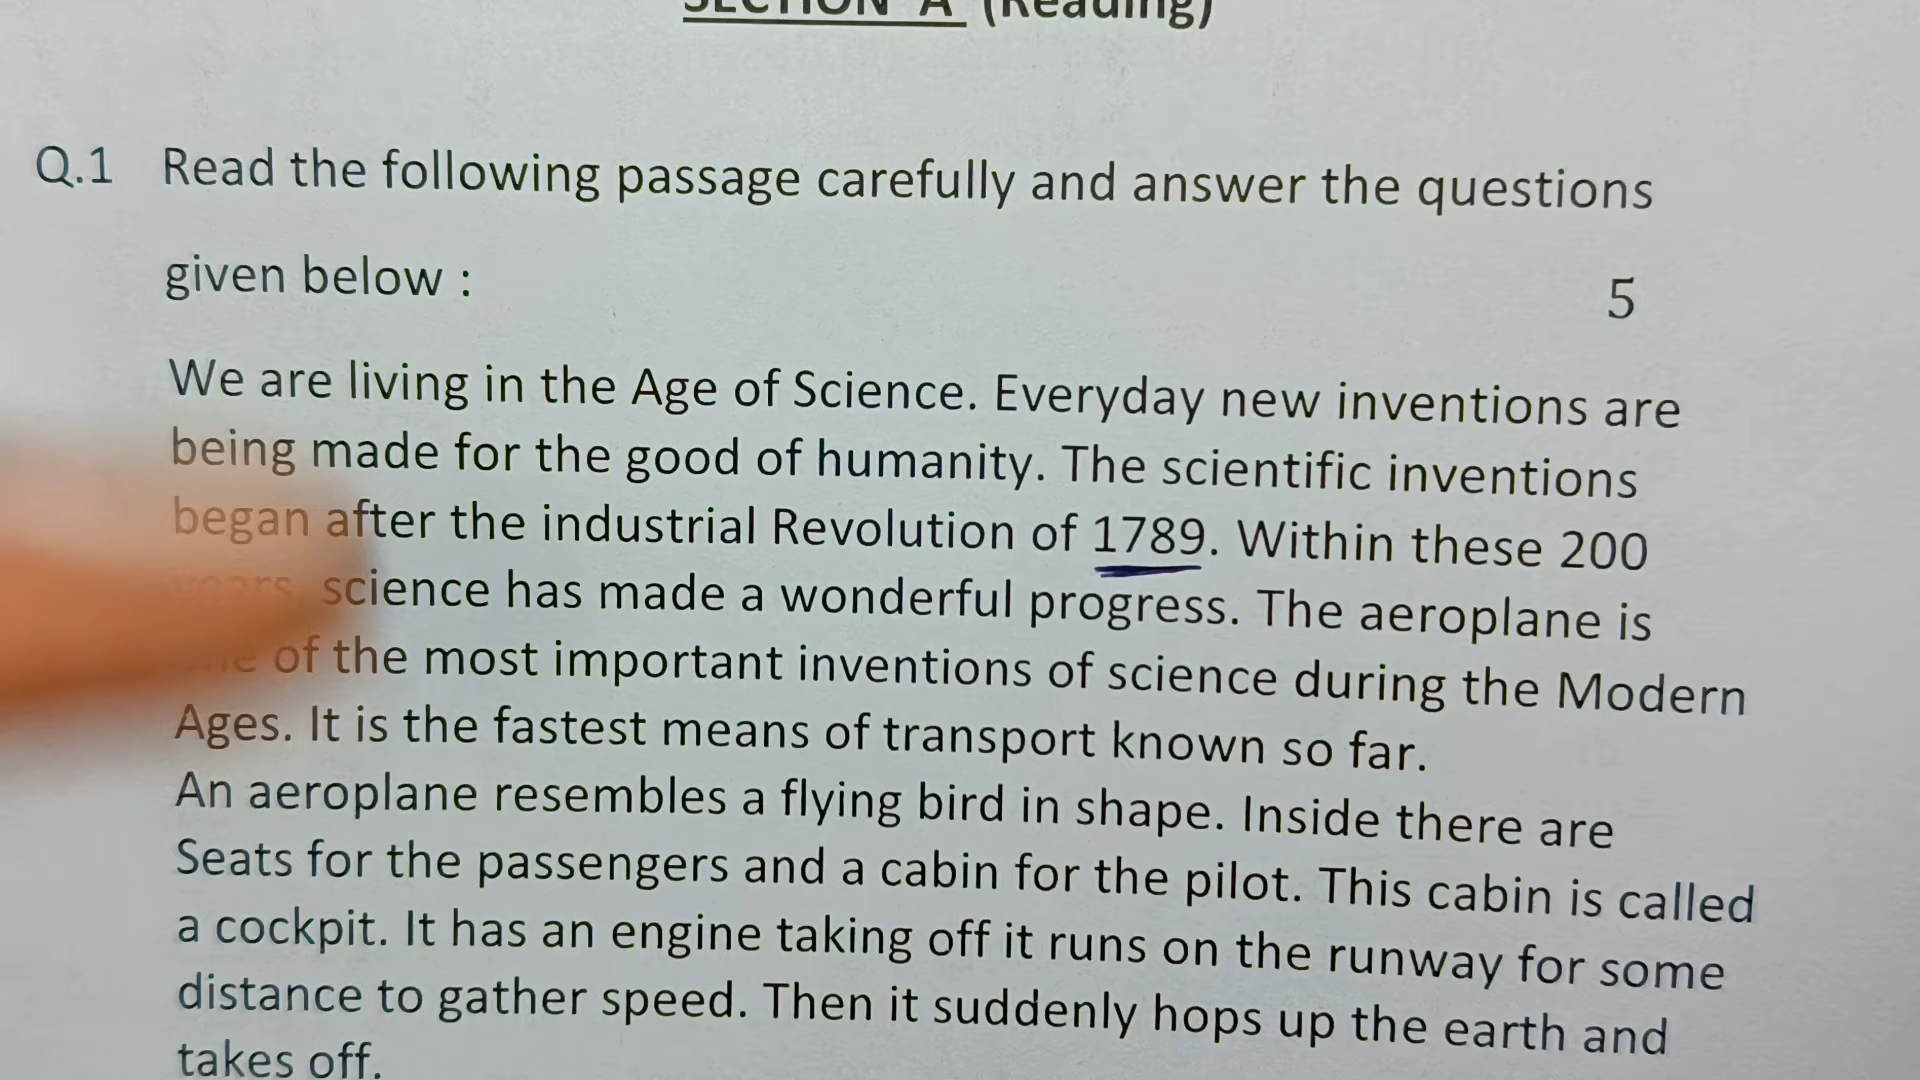 SECTION A (Reading)
Q.1 Read the following passage carefully and answer the questions
given below :
5
We are living in the Age of Science. Everyday new inventions are
being made for the good of humanity. The scientific inventions
began after the industrial Revolution of 1789. Within these 200
years, science has made a wonderful progress. The aeroplane is
of the most important inventions of science during the Modern
Ages. It is the fastest means of transport known so far.
An aeroplane resembles a flying bird in shape. Inside there are
Seats for the passengers and a cabin for the pilot. This cabin is called
a cockpit. It has an engine taking off it runs on the runway for some
distance to gather speed. Then it suddenly hops up the earth and
takes off.